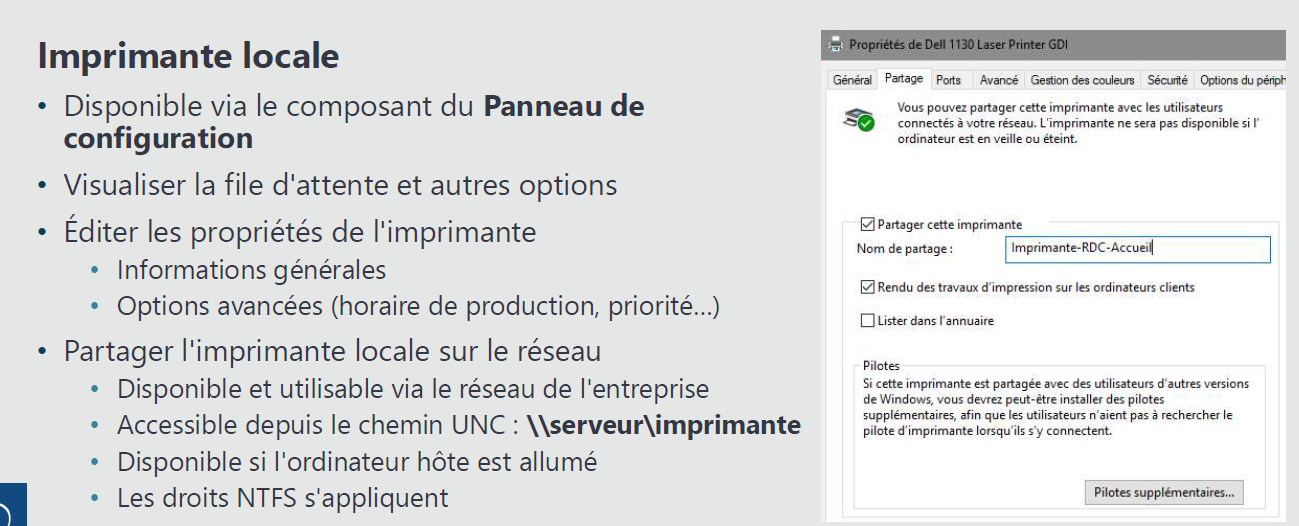 Imprimante locale
• Disponible via le composant du Panneau de
configuration
• Visualiser la file d'attente et autres options
• Éditer les propriétés de l'imprimante
• Informations générales
• Options avancées (horaire de production, priorité...)
• Partager l'imprimante locale sur le réseau
• Disponible et utilisable via le réseau de l'entreprise
• Accessible depuis le chemin UNC : \\serveur\imprimante
• Disponible si l'ordinateur hôte est allumé
• Les droits NTFS s'appliquent
Propriétés de Dell 1130 Laser Printer GDI
Général Partage Ports Avancé Gestion des couleurs Sécurité Options du périph
Vous pouvez partager cette imprimante avec les utilisateurs
connectés à votre réseau. L'imprimante ne sera pas disponible si l'
ordinateur est en veille ou éteint.
Partager cette imprimante
Nom de partage : Imprimante-RDC-Accueil
Rendu des travaux d'impression sur les ordinateurs clients
Lister dans l'annuaire
Pilotes
Si cette imprimante est partagée avec des utilisateurs d'autres versions
de Windows, vous devrez peut-être installer des pilotes
supplémentaires, afin que les utilisateurs n'aient pas à rechercher le
pilote d'imprimante lorsqu'ils s'y connectent.
Pilotes supplémentaires...